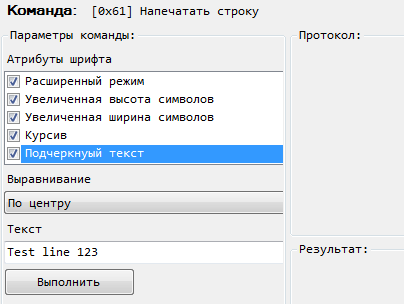 Команда: [0x61] Напечатать строку
Параметры команды:
Протокол:
Атрибуты шрифта
Расширенный режим
Увеличенная высота символов
Увеличенная ширина символов
Курсив
Подчеркнуый текст
Выравнивание
По центру
Текст
Test line 123
Результат:
Выполнить